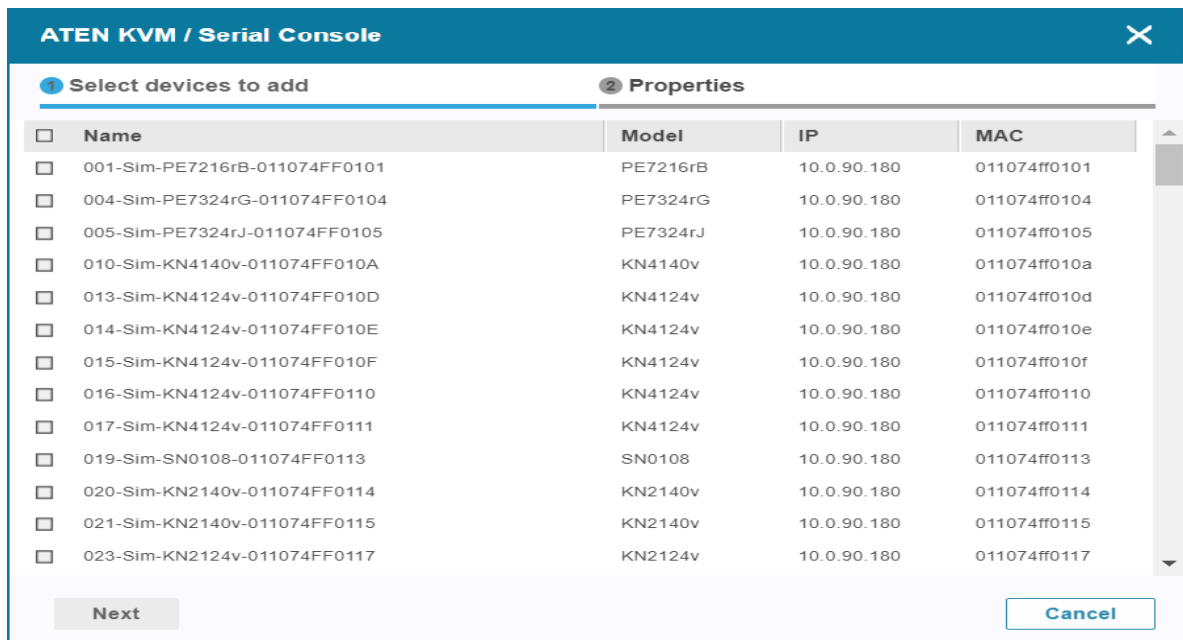 ATEN KVM / Serial Console
1 Select devices to add 2 Properties
Name Model IP MAC
001-Sim-PE7216rB-011074FF0101 PE7216rB 10.0.90.180 011074ff0101
004-Sim-PE7324rG-011074FF0104 PE7324rG 10.0.90.180 011074ff0104
005-Sim-PE7324rJ-011074FF0105 PE7324rJ 10.0.90.180 011074ff0105
010-Sim-KN4140v-011074FF010A KN4140v 10.0.90.180 011074ff010a
013-Sim-KN4124v-011074FF010D KN4124v 10.0.90.180 011074ff010d
014-Sim-KN4124v-011074FF010E KN4124v 10.0.90.180 011074ff010e
015-Sim-KN4124v-011074FF010F KN4124v 10.0.90.180 011074ff010f
016-Sim-KN4124v-011074FF0110 KN4124v 10.0.90.180 011074ff0110
017-Sim-KN4124v-011074FF0111 KN4124v 10.0.90.180 011074ff0111
019-Sim-SN0108-011074FF0113 SN0108 10.0.90.180 011074ff0113
020-Sim-KN2140v-011074FF0114 KN2140v 10.0.90.180 011074ff0114
021-Sim-KN2140v-011074FF0115 KN2140v 10.0.90.180 011074ff0115
023-Sim-KN2124v-011074FF0117 KN2124v 10.0.90.180 011074ff0117
Next Cancel